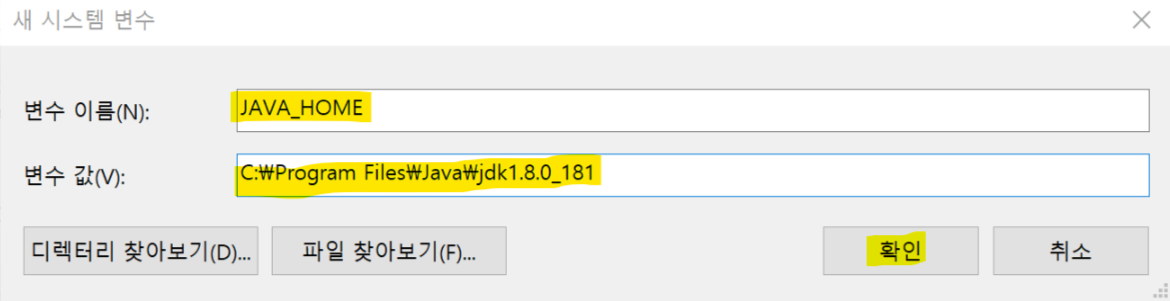 새 시스템 변수
변수 이름(N):
JAVA_HOME
변수 값(V):
C:₩Program Files₩Java₩jdk1.8.0_181
디렉터리 찾아보기(D)...
파일 찾아보기(F)...
확인
취소